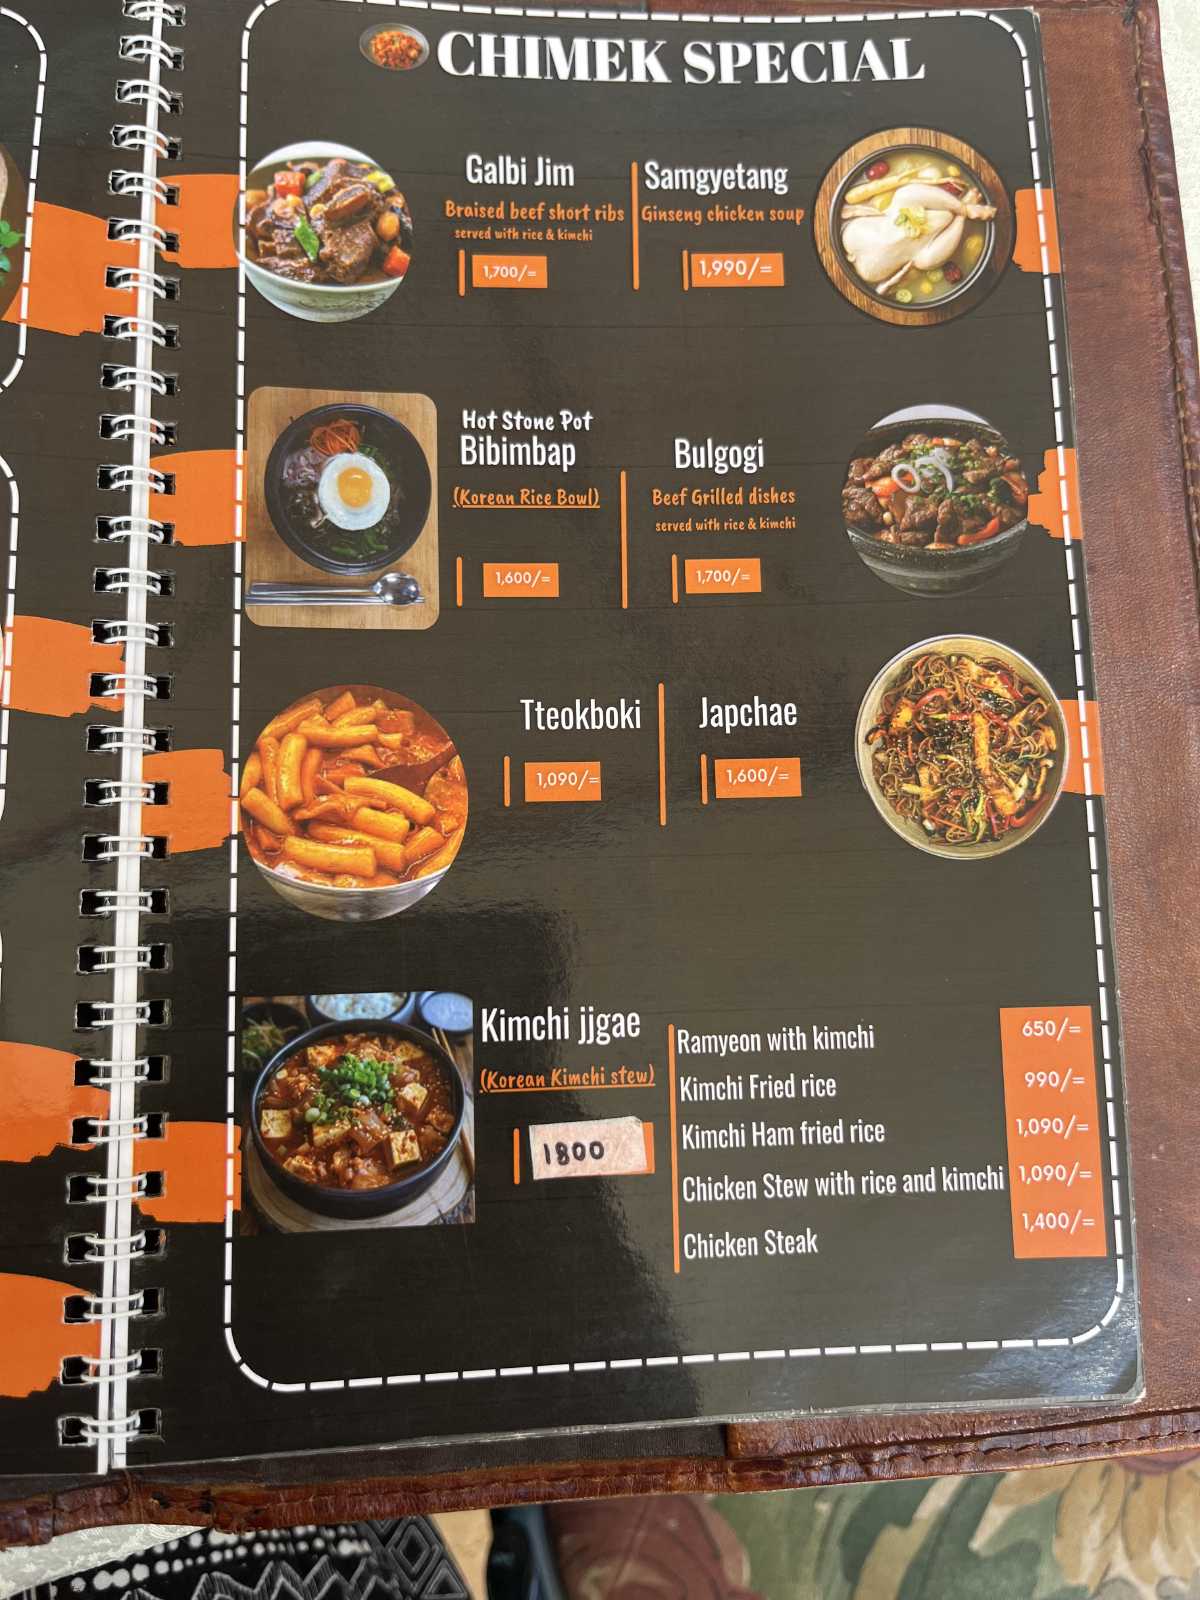 CHIMEK SPECIAL
Galbi Jim
Braised beef short ribs
served with rice & kimchi
1,700/=
Samgyetang
Ginseng chicken soup
1,990/=
Hot Stone Pot
Bibimbap
(Korean Rice Bowl)
1,600/=
Bulgogi
Beef Grilled dishes
served with rice & kimchi
1,700/=
Tteokboki
1,090/=
Japchae
1,600/=
Kimchi jjgae
(Korean Kimchi stew)
1800
Ramyeon with kimchi 650/=
Kimchi Fried rice 990/=
Kimchi Ham fried rice 1,090/=
Chicken Stew with rice and kimchi 1,090/=
Chicken Steak 1,400/=